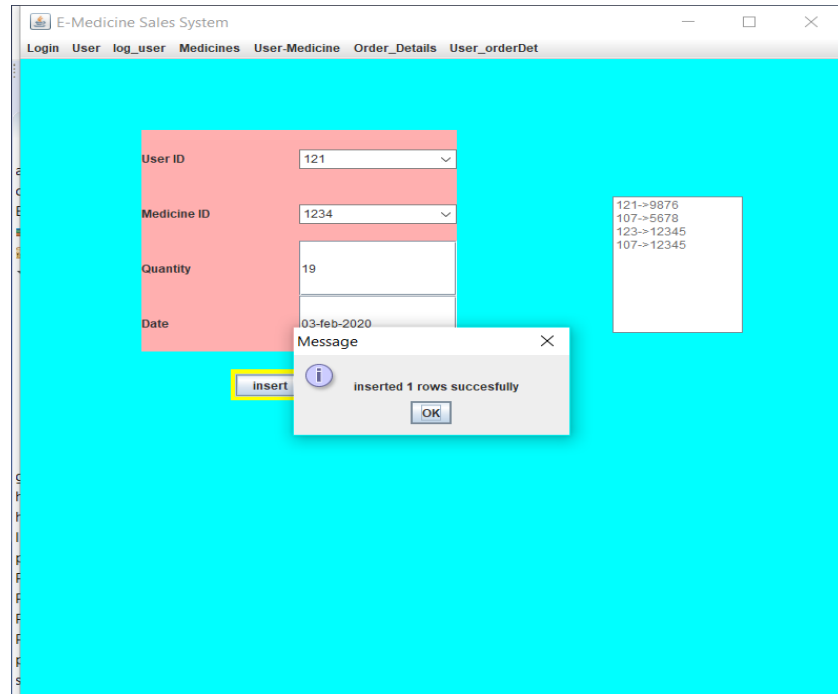 E-Medicine Sales System
Login User log_user Medicines User-Medicine Order_Details User_orderDet
User ID
121
Medicine ID
1234
Quantity
19
Date
03-feb-2020
121->9876
107->5678
123->12345
107->12345
insert
Message
inserted 1 rows succesfully
OK